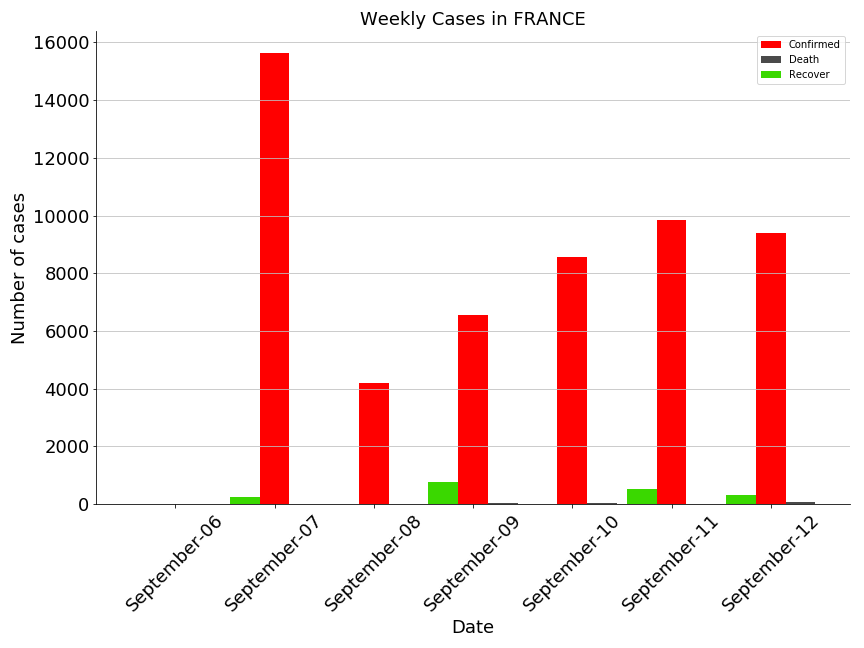 Weekly Cases in FRANCE
Confirmed
Death
Recover
Number of cases
16000
14000
12000
10000
8000
6000
4000
2000
0
September-06
September-07
September-08
September-09
September-10
September-11
September-12
Date